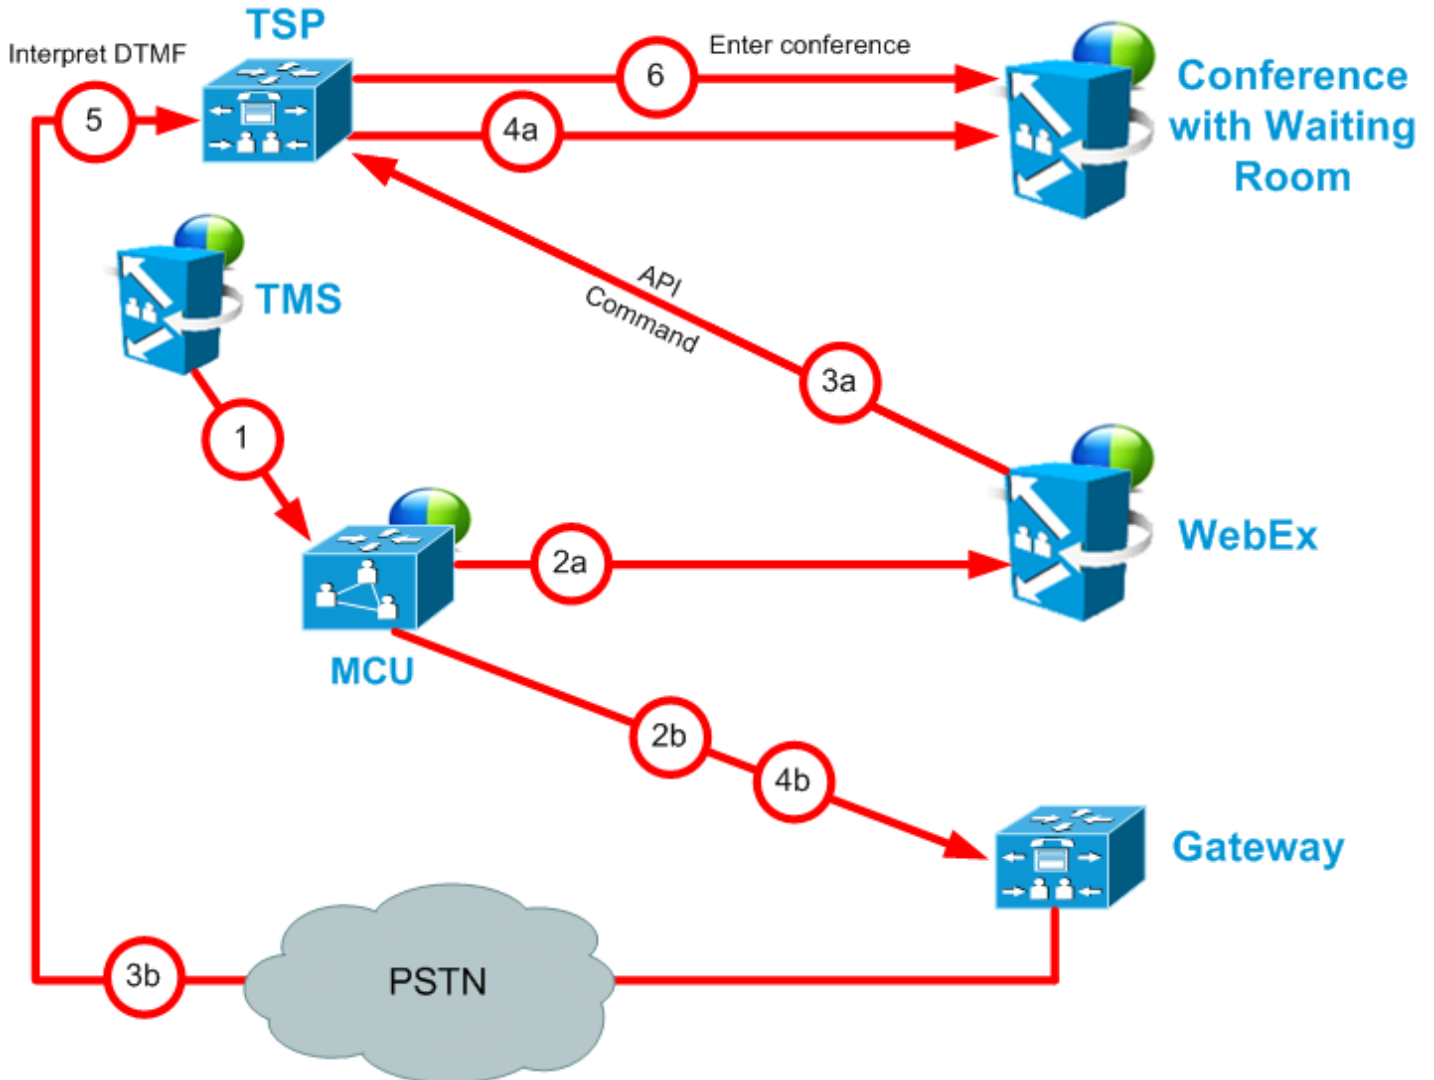 TSP
Interpret DTMF
5
6
Enter conference
4a
Conference
with Waiting
Room
TMS
API
Command
3a
1
2a
WebEx
MCU
2b
4b
Gateway
PSTN
3b